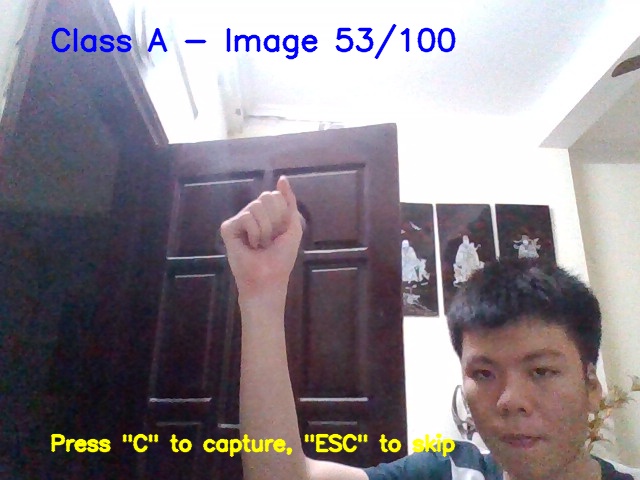 Class A - Image 53/100
Press "C" to capture, "ESC" to skip